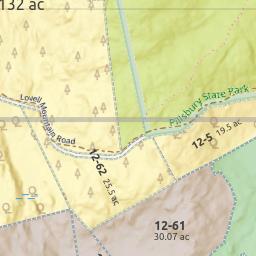 132 ac
Lovell Mountain Road
Pillsbury State Park
12-5 19.5 ac
12-62
25.5 ac
12-61
30.07 ac